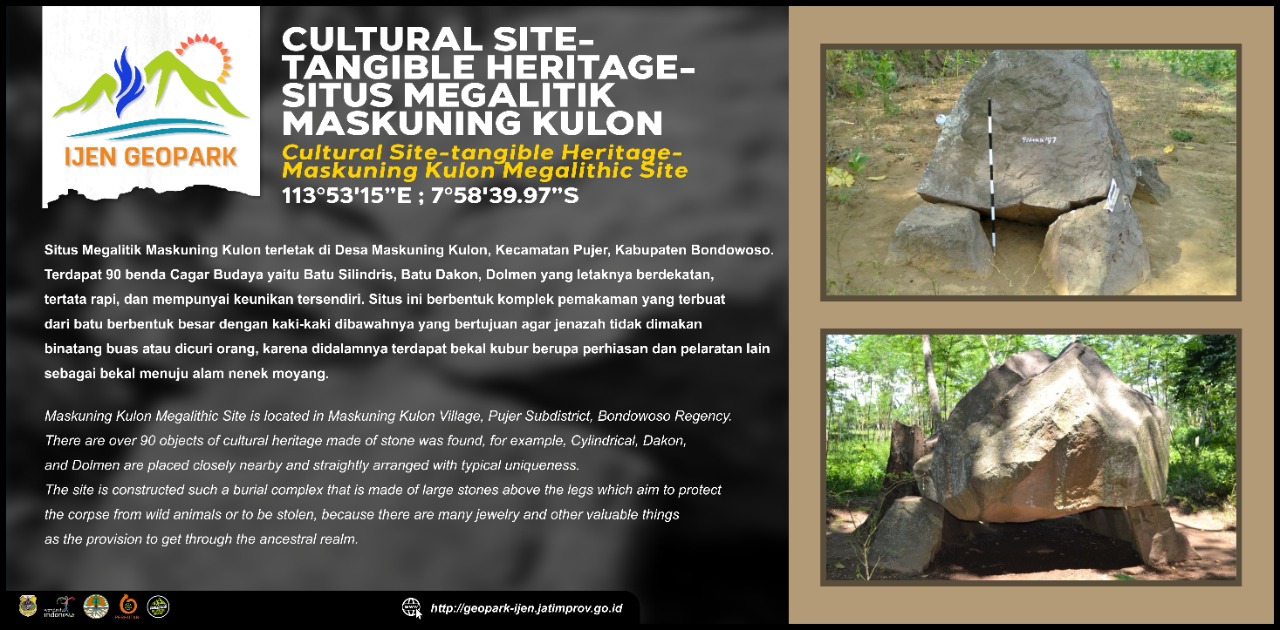 IJEN GEOPARK
CULTURAL SITE-
TANGIBLE HERITAGE-
SITUS MEGALITIK
MASKUNING KULON
Cultural Site-tangible Heritage-
Maskuning Kulon Megalithic Site
113°53'15”E ; 7°58'39.97”S
Situs Megalitik Maskuning Kulon terletak di Desa Maskuning Kulon, Kecamatan Pujer, Kabupaten Bondowoso.
Terdapat 90 benda Cagar Budaya yaitu Batu Silindris, Batu Dakon, Dolmen yang letaknya berdekatan,
tertata rapi, dan mempunyai keunikan tersendiri. Situs ini berbentuk komplek pemakaman yang terbuat
dari batu berbentuk besar dengan kaki-kaki dibawahnya yang bertujuan agar jenazah tidak dimakan
binatang buas atau dicuri orang, karena didalamnya terdapat bekal kubur berupa perhiasan dan pelaratan lain
sebagai bekal menuju alam nenek moyang.
Maskuning Kulon Megalithic Site is located in Maskuning Kulon Village, Pujer Subdistrict, Bondowoso Regency.
There are over 90 objects of cultural heritage made of stone was found, for example, Cylindrical, Dakon,
and Dolmen are placed closely nearby and straightly arranged with typical uniqueness.
The site is constructed such a burial complex that is made of large stones above the legs which aim to protect
the corpse from wild animals or to be stolen, because there are many jewelry and other valuable things
as the provision to get through the ancestral realm.
indonesia
http://geopark-ijen.jatimprov.go.id